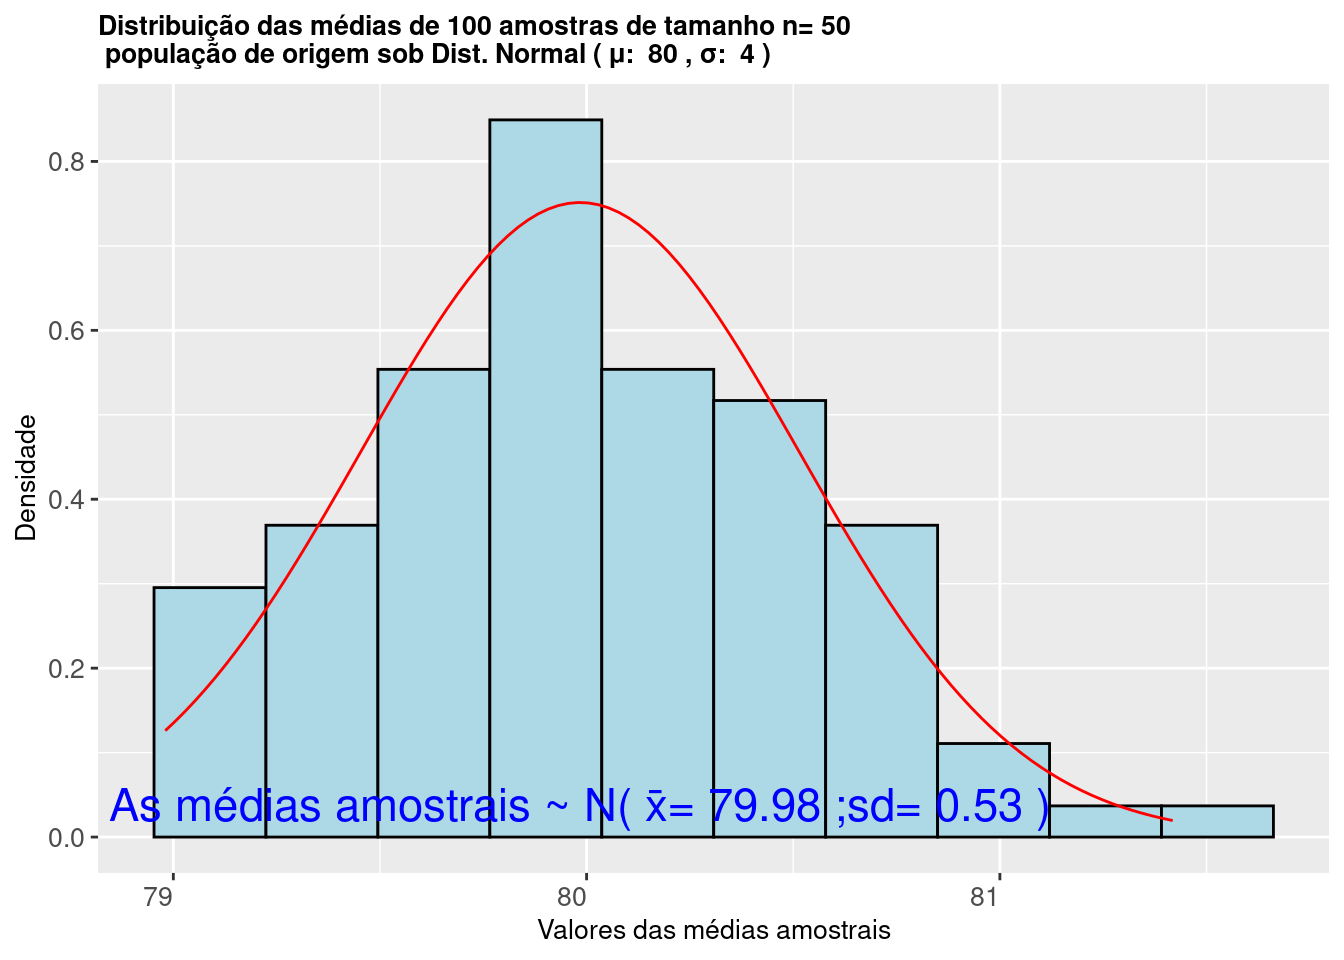 Distribuição das médias de 100 amostras de tamanho n= 50
população de origem sob Dist. Normal ( μ:  80 , σ:  4 )
0.8
0.6
0.4
0.2
0.0
Densidade
As médias amostrais ~ N( x̄= 79.98 ;sd= 0.53 )
79 80 81
Valores das médias amostrais